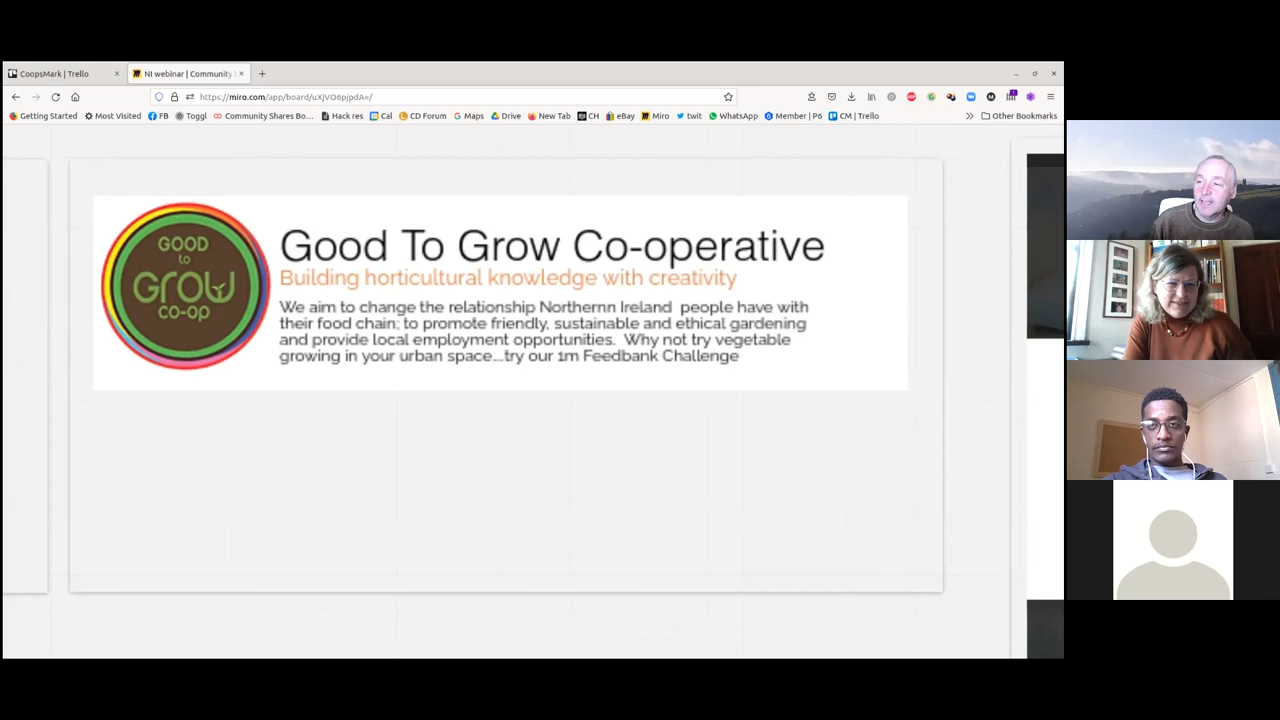 CoopsMark | Trello
NI webinar | Community
https://miro.com/app/board/uXjVO6pjpdA=/
Getting Started
Most Visited
FB
Toggl
Community Shares Bo...
Hack res
Cal
CD Forum
Maps
Drive
New Tab
CH
eBay
Miro
twit
WhatsApp
Member | P6
CM | Trello
Other Bookmarks
GOOD
to
GROW
co-op
Good To Grow Co-operative
Building horticultural knowledge with creativity
We aim to change the relationship Northernn Ireland people have with
their food chain; to promote friendly, sustainable and ethical gardening
and provide local employment opportunities. Why not try vegetable
growing in your urban space....try our 1m Feedbank Challenge